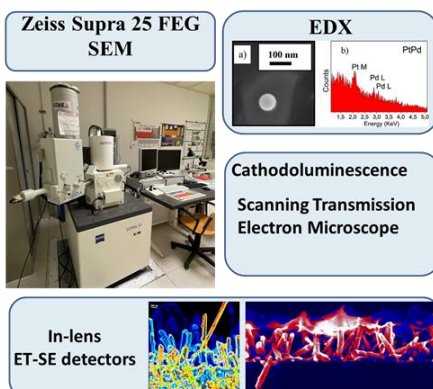 Zeiss Supra 25 FEG
SEM
EDX
a)
100 nm
b)
PtPd
Pt M
Pd L
Pd L
Counts
1,5 2,0 2,5 3,0 3,5 4,0 4,5 5,0
Energy (KeV)
Cathodoluminescence
Scanning Transmission
Electron Microscope
SUPRA 25
In-lens
ET-SE detectors